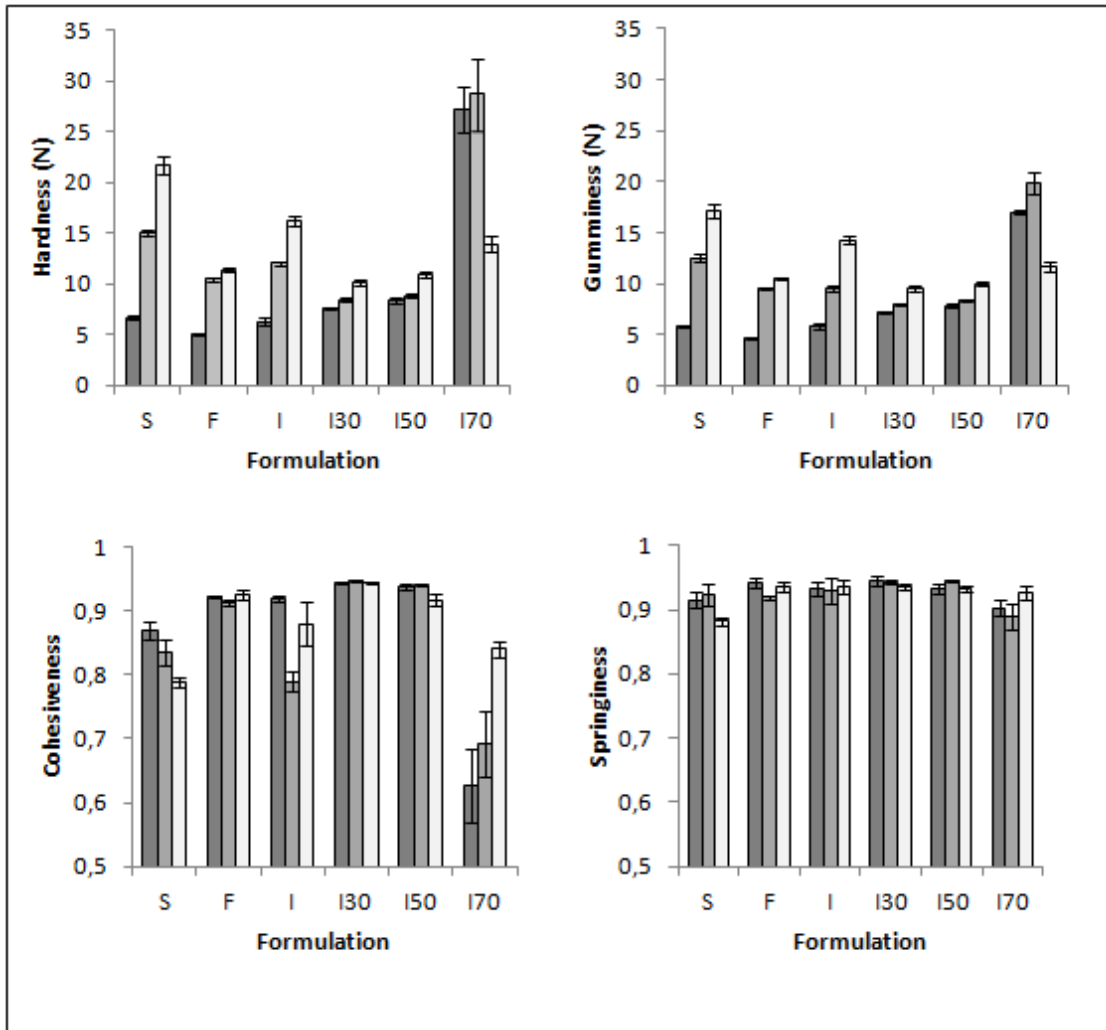 Hardness (N)
35
30
25
20
15
10
5
0
S F I I30 I50 I70
Formulation
Gumminess (N)
35
30
25
20
15
10
5
0
S F I I30 I50 I70
Formulation
Cohesiveness
1
0,9
0,8
0,7
0,6
0,5
S F I I30 I50 I70
Formulation
Springiness
1
0,9
0,8
0,7
0,6
0,5
S F I I30 I50 I70
Formulation